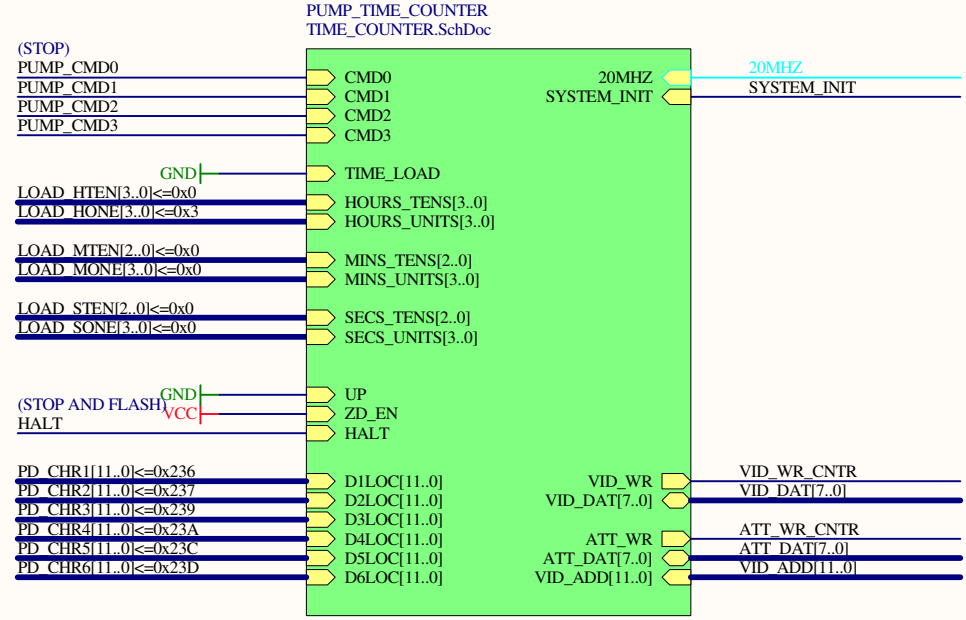 PUMP_TIME_COUNTER
TIME_COUNTER.SchDoc
(STOP)
PUMP_CMD0
PUMP_CMD1
PUMP_CMD2
PUMP_CMD3
CMD0
CMD1
CMD2
CMD3
20MHZ
SYSTEM_INIT
20MHZ
SYSTEM_INIT
GND
TIME_LOAD
LOAD_HTEN[3..0]<=0x0
LOAD_HONE[3..0]<=0x3
HOURS_TENS[3..0]
HOURS_UNITS[3..0]
LOAD_MTEN[2..0]<=0x0
LOAD_MONE[3..0]<=0x0
MINS_TENS[2..0]
MINS_UNITS[3..0]
LOAD_STEN[2..0]<=0x0
LOAD_SONE[3..0]<=0x0
SECS_TENS[2..0]
SECS_UNITS[3..0]
GND
(STOP AND FLASH)
VCC
HALT
UP
ZD_EN
HALT
PD_CHR1[11..0]<=0x236
PD_CHR2[11..0]<=0x237
PD_CHR3[11..0]<=0x239
PD_CHR4[11..0]<=0x23A
PD_CHR5[11..0]<=0x23C
PD_CHR6[11..0]<=0x23D
D1LOC[11..0]
D2LOC[11..0]
D3LOC[11..0]
D4LOC[11..0]
D5LOC[11..0]
D6LOC[11..0]
VID_WR
VID_DAT[7..0]
ATT_WR
ATT_DAT[7..0]
VID_ADD[11..0]
VID_WR_CNTR
VID_DAT[7..0]
ATT_WR_CNTR
ATT_DAT[7..0]
VID_ADD[11..0]